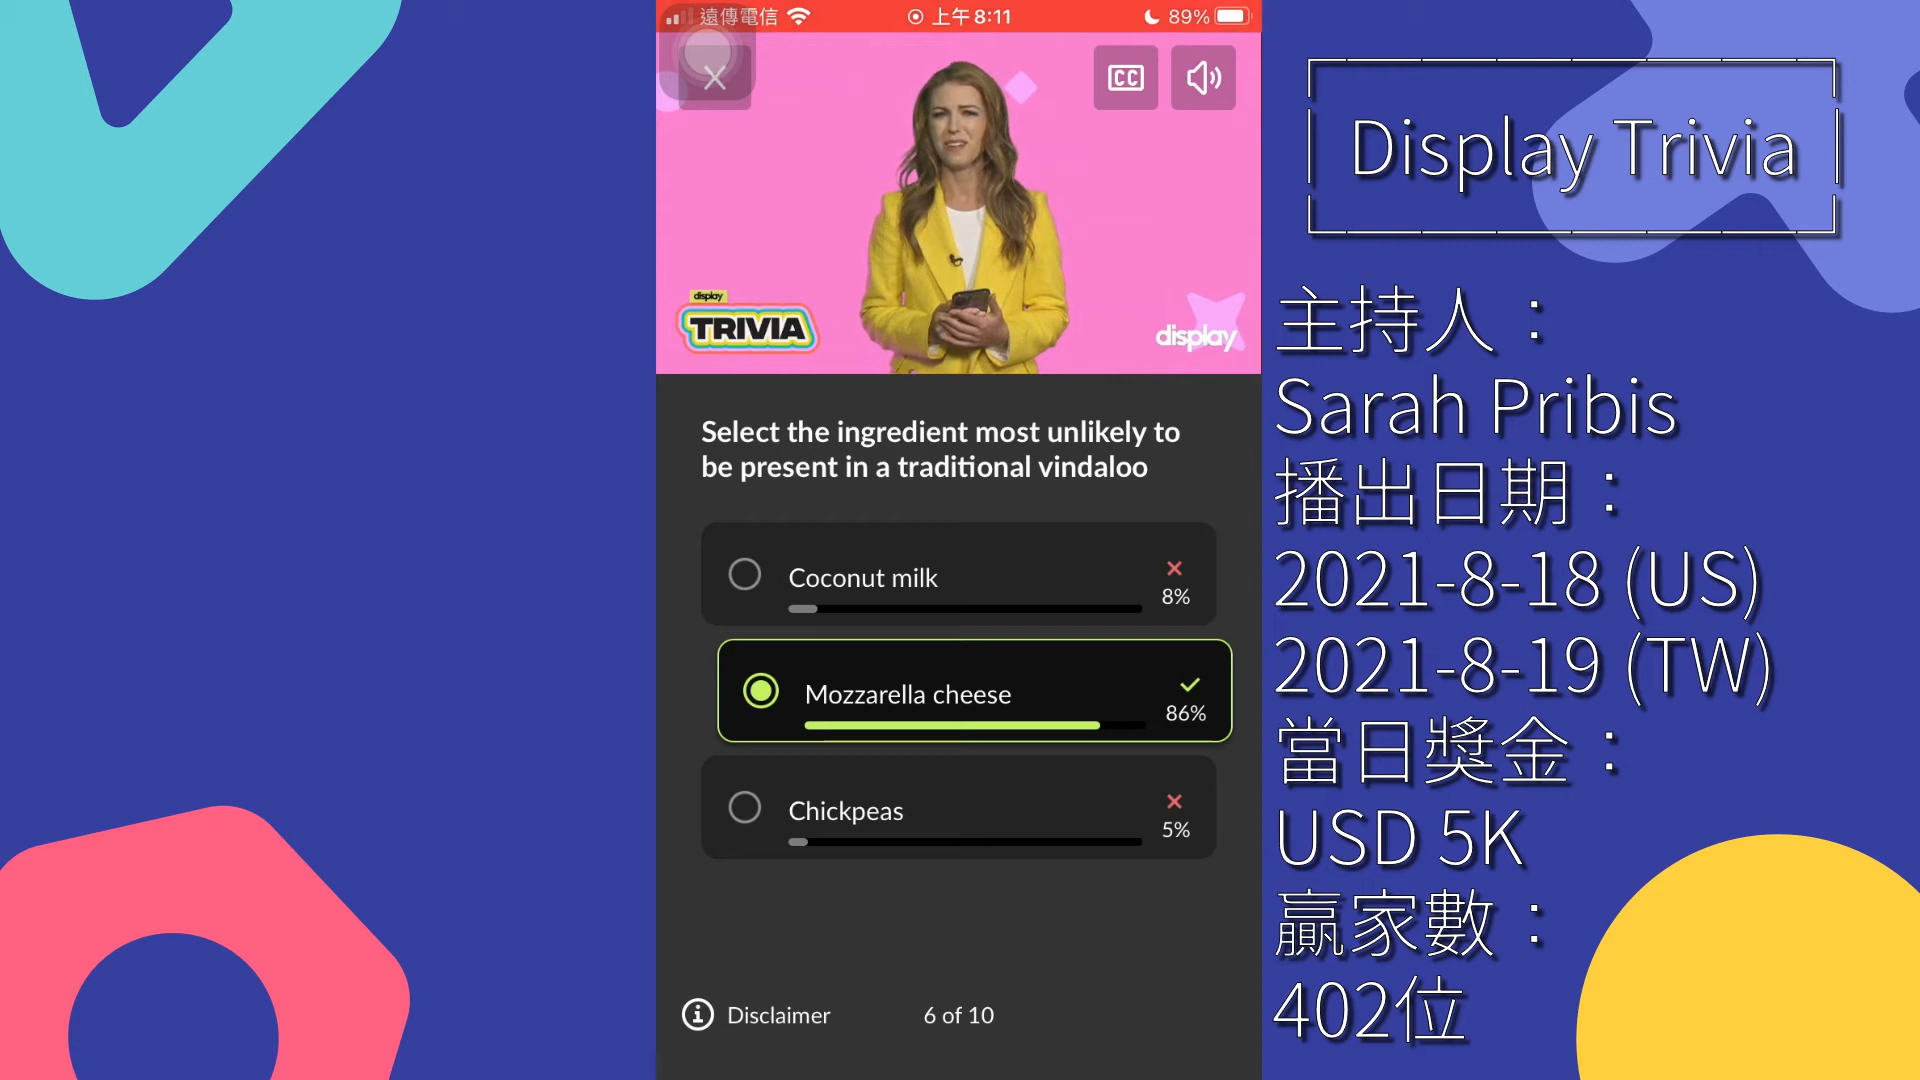 遠傳電信
上午8:11
89%
CC
display
TRIVIA
display
Select the ingredient most unlikely to
be present in a traditional vindaloo
Coconut milk
8%
Mozzarella cheese
86%
Chickpeas
5%
Disclaimer
6 of 10
Display Trivia
主持人：
Sarah Pribis
播出日期：
2021-8-18 (US)
2021-8-19 (TW)
當日獎金：
USD 5K
贏家數：
402位